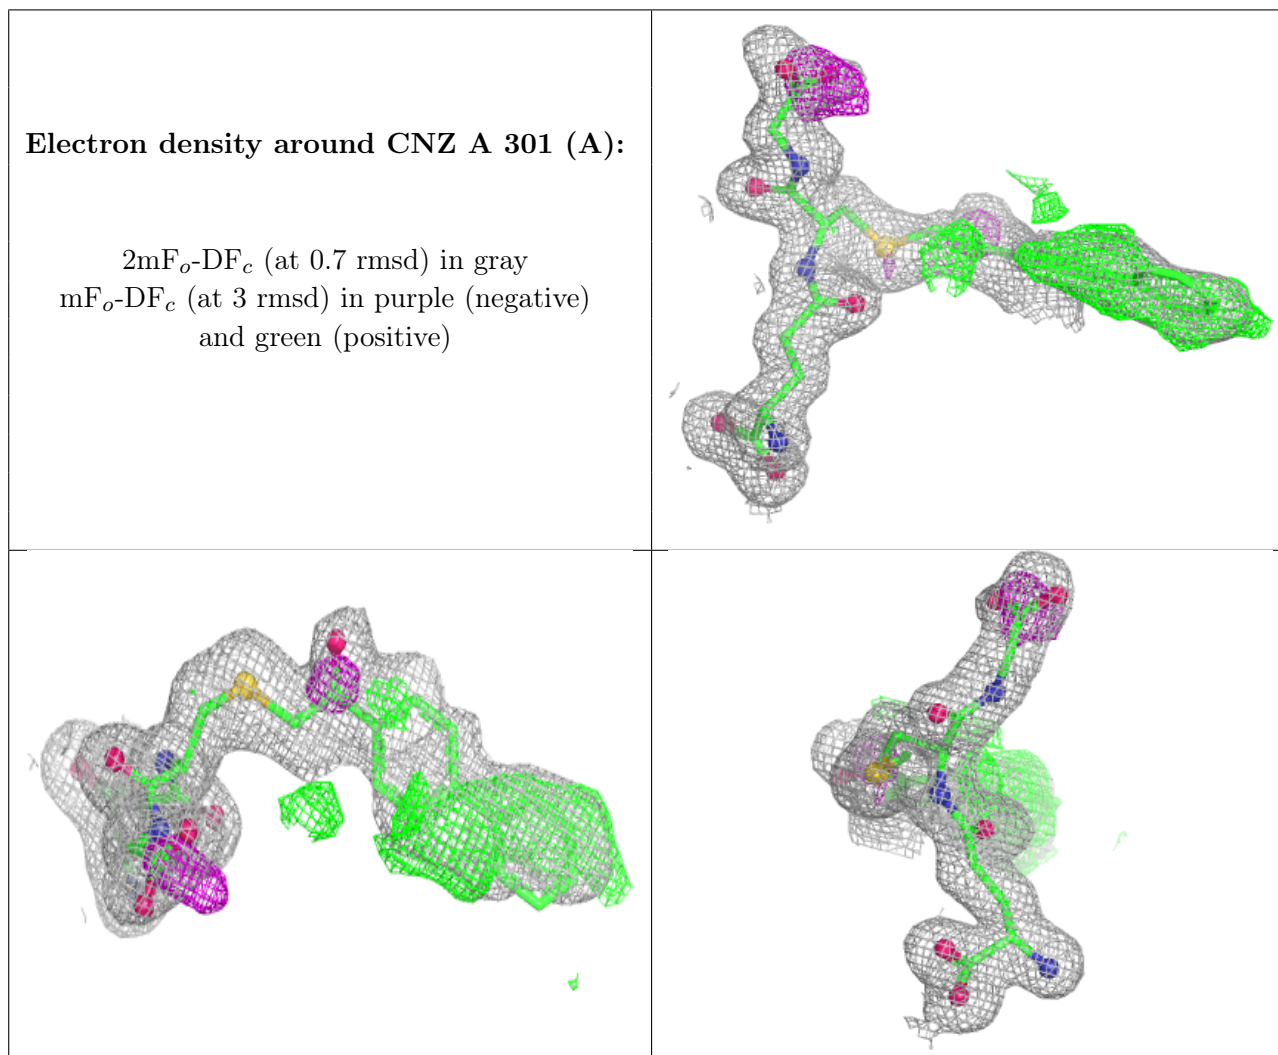 Electron density around CNZ A 301 (A):
2mFₒ-DF𝒸 (at 0.7 rmsd) in gray
mFₒ-DF𝒸 (at 3 rmsd) in purple (negative)
and green (positive)